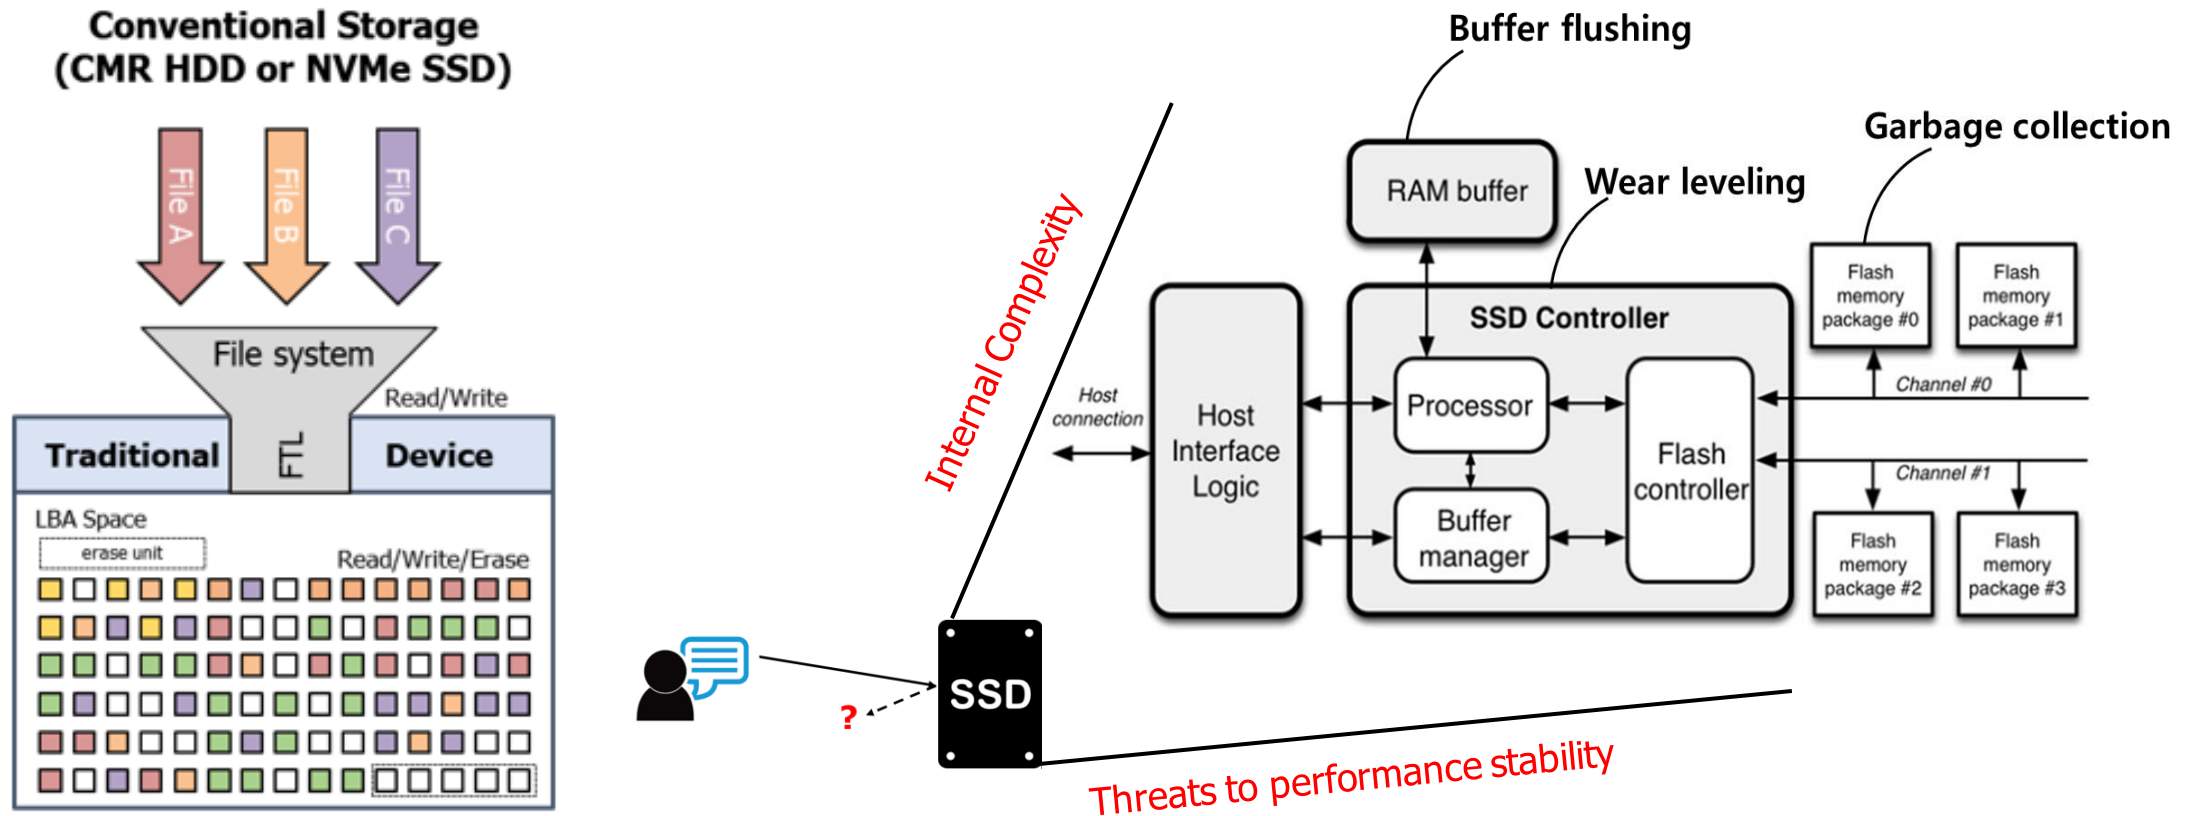 Conventional Storage
(CMR HDD or NVMe SSD)
File A
File B
File C
File system
FTL
Read/Write
Traditional
Device
LBA Space
erase unit
Read/Write/Erase
?
SSD
Internal Complexity
Threats to performance stability
Buffer flushing
Garbage collection
Wear leveling
RAM buffer
SSD Controller
Host
connection
Host
Interface
Logic
Processor
Buffer
manager
Flash
controller
Flash
memory
package #0
Flash
memory
package #1
Channel #0
Channel #1
Flash
memory
package #2
Flash
memory
package #3